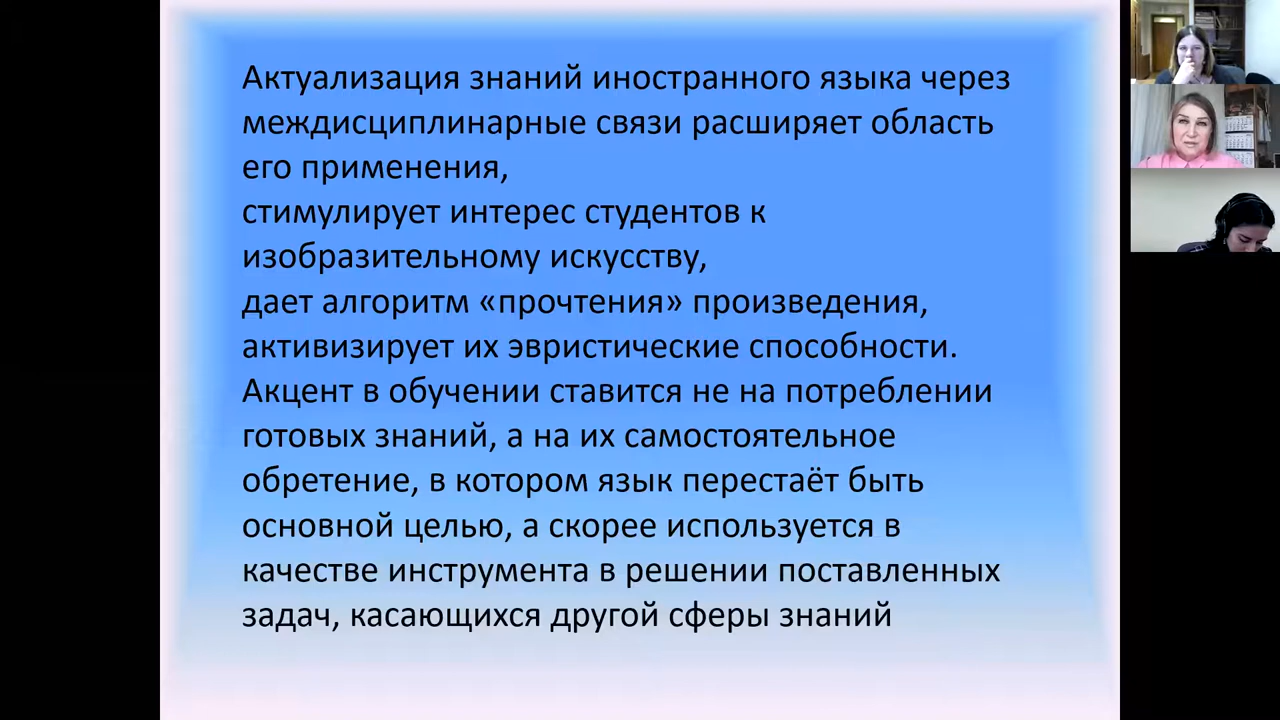 Актуализация знаний иностранного языка через
междисциплинарные связи расширяет область
его применения,
стимулирует интерес студентов к
изобразительному искусству,
дает алгоритм «прочтения» произведения,
активизирует их эвристические способности.
Акцент в обучении ставится не на потреблении
готовых знаний, а на их самостоятельное
обретение, в котором язык перестаёт быть
основной целью, а скорее используется в
качестве инструмента в решении поставленных
задач, касающихся другой сферы знаний